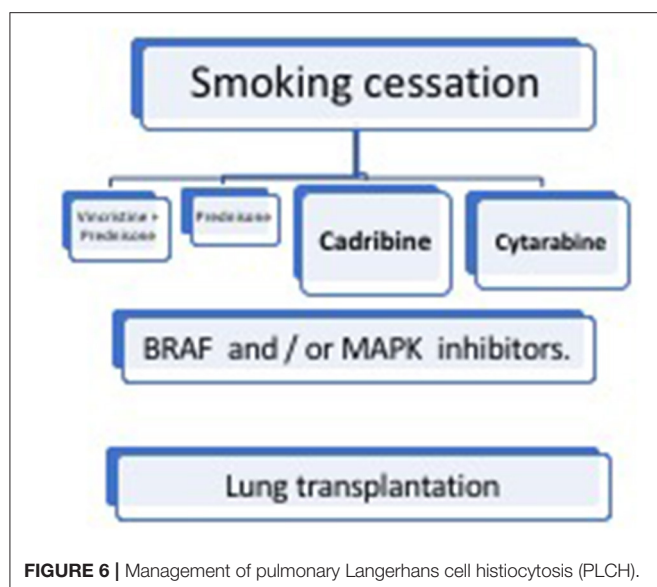 Smoking cessation
Vincristine +
Prednisone
Prednisone
Cadribine
Cytarabine
BRAF and / or MAPK inhibitors.
Lung transplantation
FIGURE 6 | Management of pulmonary Langerhans cell histiocytosis (PLCH).